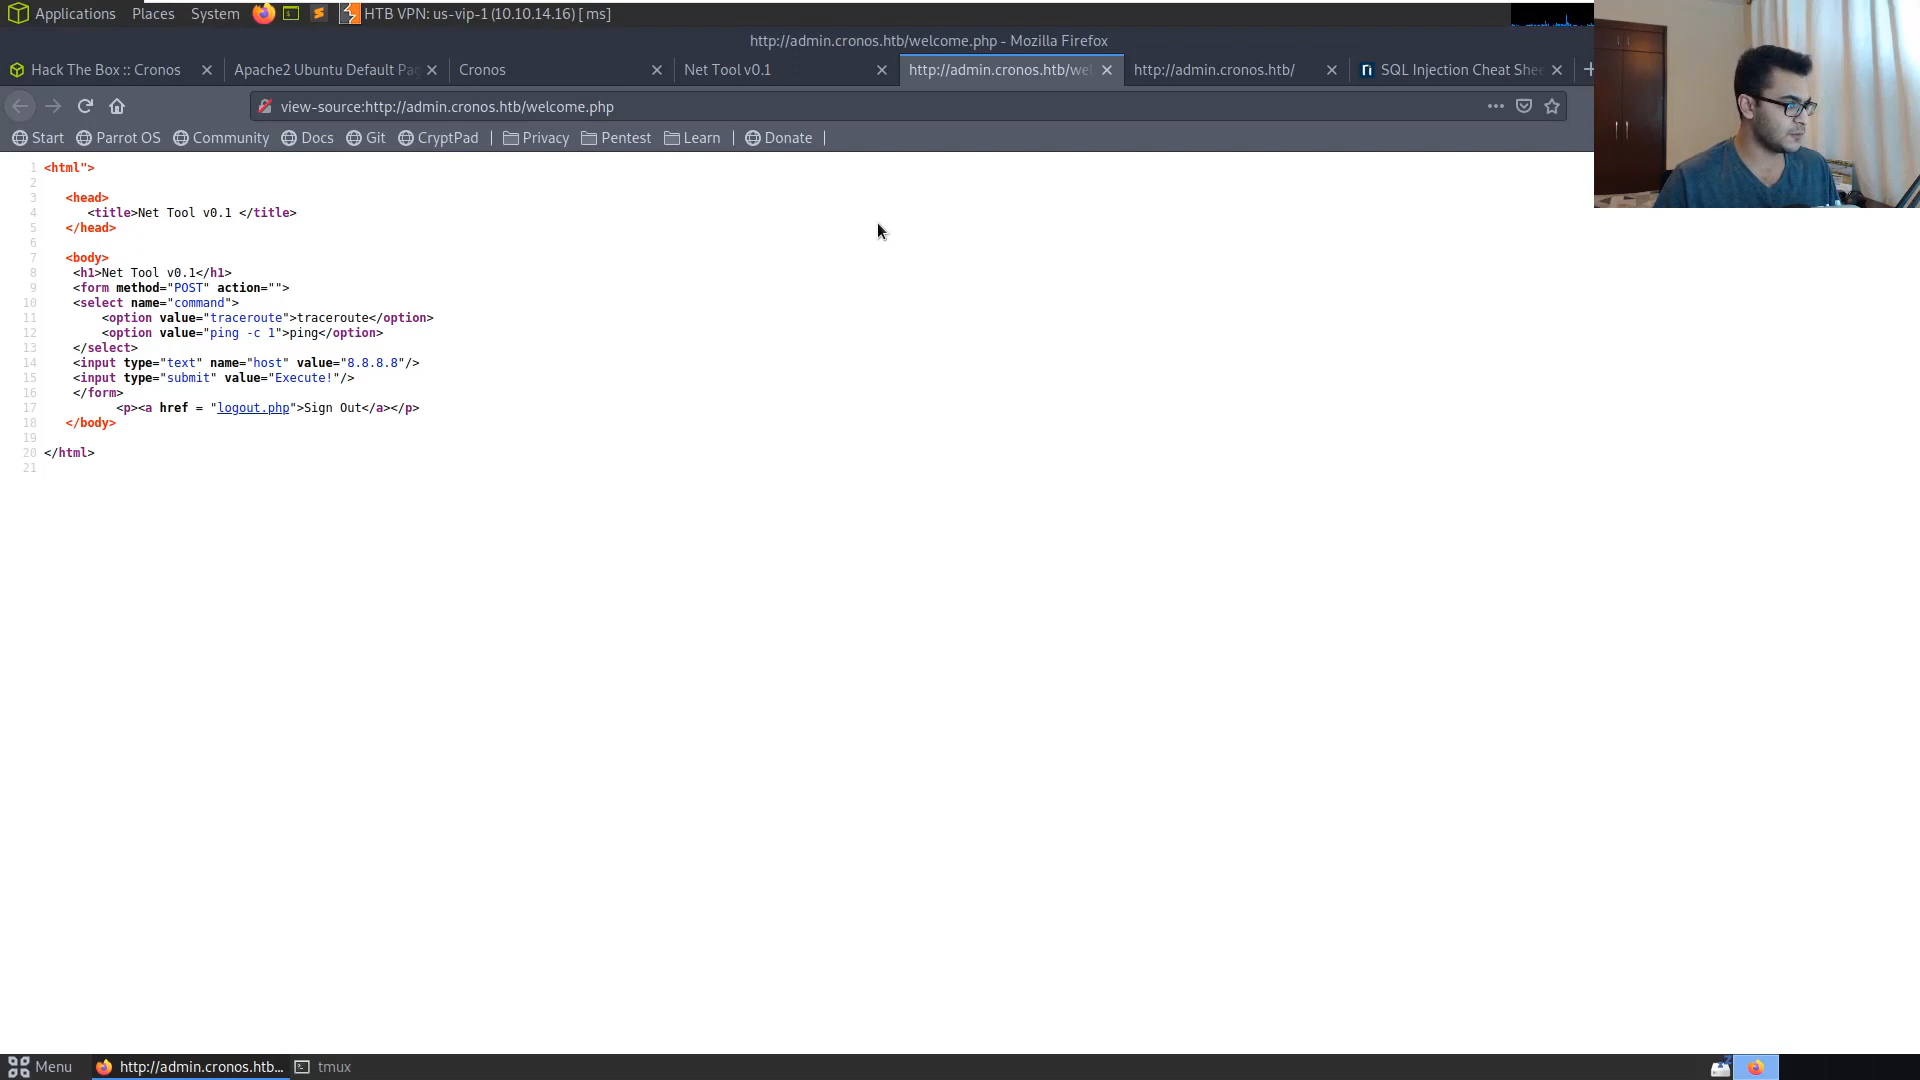 Applications Places System HTB VPN: us-vip-1 (10.10.14.16) [ ms]
http://admin.cronos.htb/welcome.php - Mozilla Firefox
Hack The Box :: Cronos Apache2 Ubuntu Default Pag Cronos Net Tool v0.1 http://admin.cronos.htb/wel http://admin.cronos.htb/ SQL Injection Cheat Shee
view-source:http://admin.cronos.htb/welcome.php
Start Parrot OS Community Docs Git CryptPad | Privacy Pentest Learn | Donate |
1 <html">
2
3 <head>
4 <title>Net Tool v0.1 </title>
5 </head>
6
7 <body>
8 <h1>Net Tool v0.1</h1>
9 <form method="POST" action="">
10 <select name="command">
11 <option value="traceroute">traceroute</option>
12 <option value="ping -c 1">ping</option>
13 </select>
14 <input type="text" name="host" value="8.8.8.8"/>
15 <input type="submit" value="Execute!"/>
16 </form>
17 <p><a href = "logout.php">Sign Out</a></p>
18 </body>
19
20 </html>
21
Menu http://admin.cronos.htb... tmux